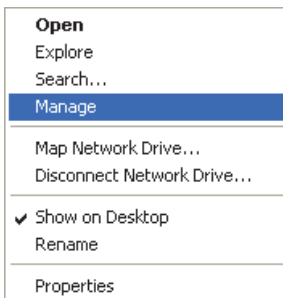 Open
Explore
Search...
Manage
Map Network Drive...
Disconnect Network Drive...
Show on Desktop
Rename
Properties